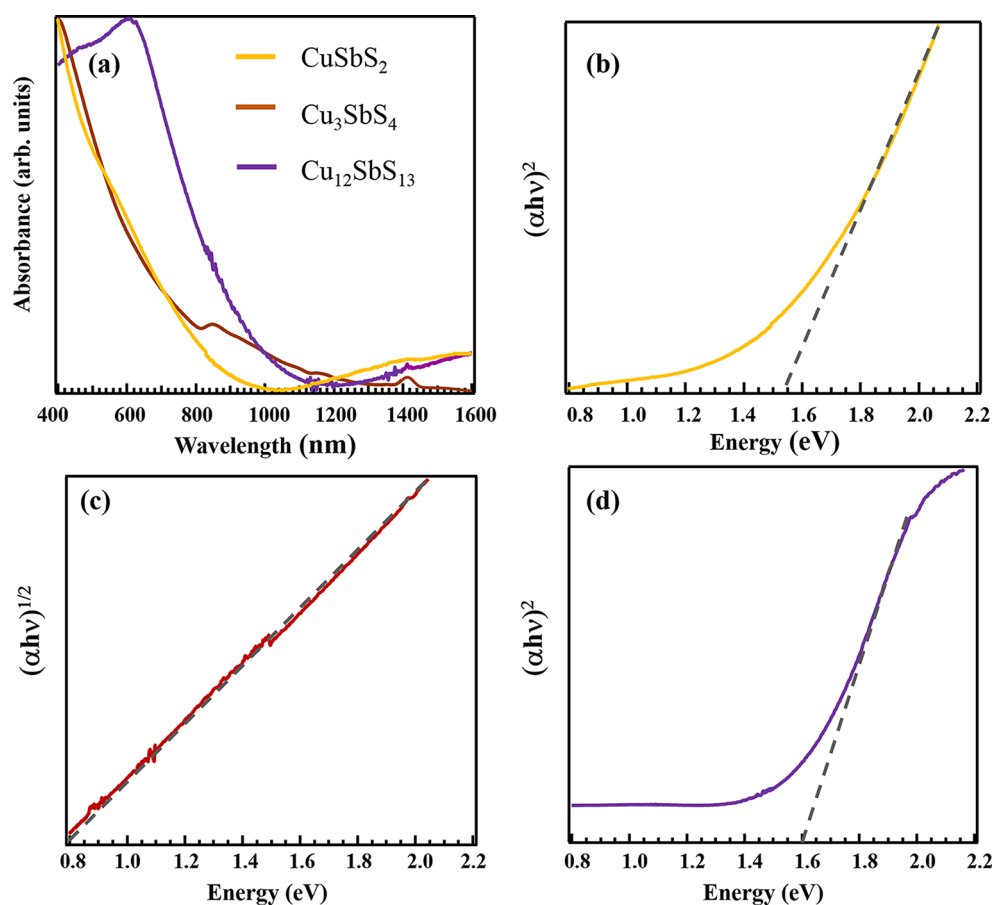 (a)
CuSbS₂
Cu₃SbS₄
Cu₁₂SbS₁₃
Absorbance (arb. units)
400 600 800 1000 1200 1400 1600
Wavelength (nm)
(b)
(αhν)²
0.8 1.0 1.2 1.4 1.6 1.8 2.0 2.2
Energy (eV)
(c)
(αhν)¹/²
0.8 1.0 1.2 1.4 1.6 1.8 2.0 2.2
Energy (eV)
(d)
(αhν)²
0.8 1.0 1.2 1.4 1.6 1.8 2.0 2.2
Energy (eV)